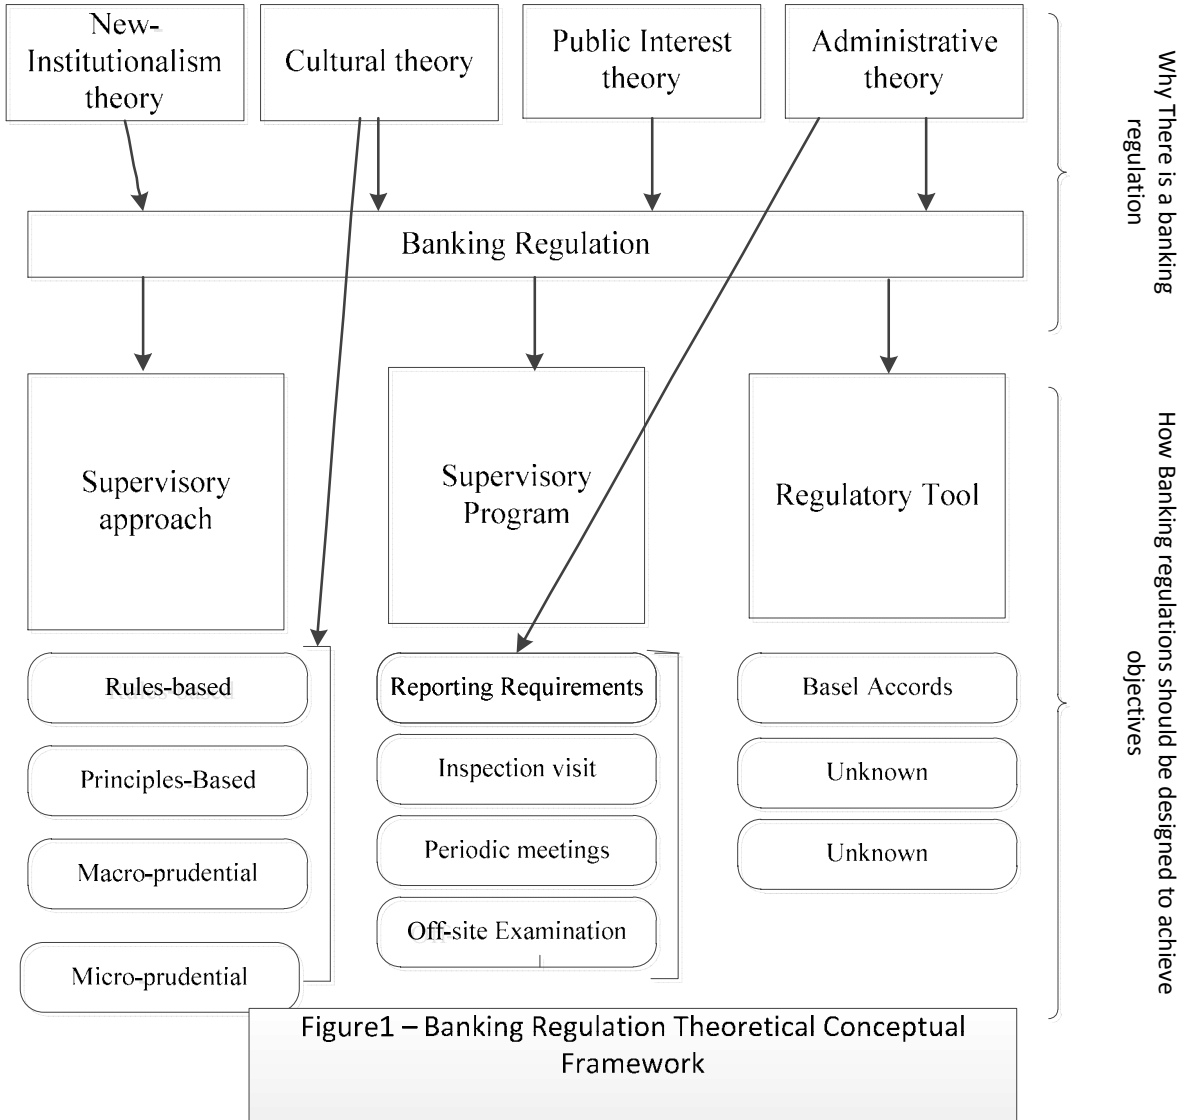 New-
Institutionalism
theory
Cultural theory
Public Interest
theory
Administrative
theory
Why There is a banking
regulation
Banking Regulation
Supervisory
approach
Supervisory
Program
Regulatory Tool
How Banking regulations should be designed to achieve
objectives
Rules-based
Principles-Based
Macro-prudential
Micro-prudential
Reporting Requirements
Inspection visit
Periodic meetings
Off-site Examination
Basel Accords
Unknown
Unknown
Figure1 – Banking Regulation Theoretical Conceptual
Framework